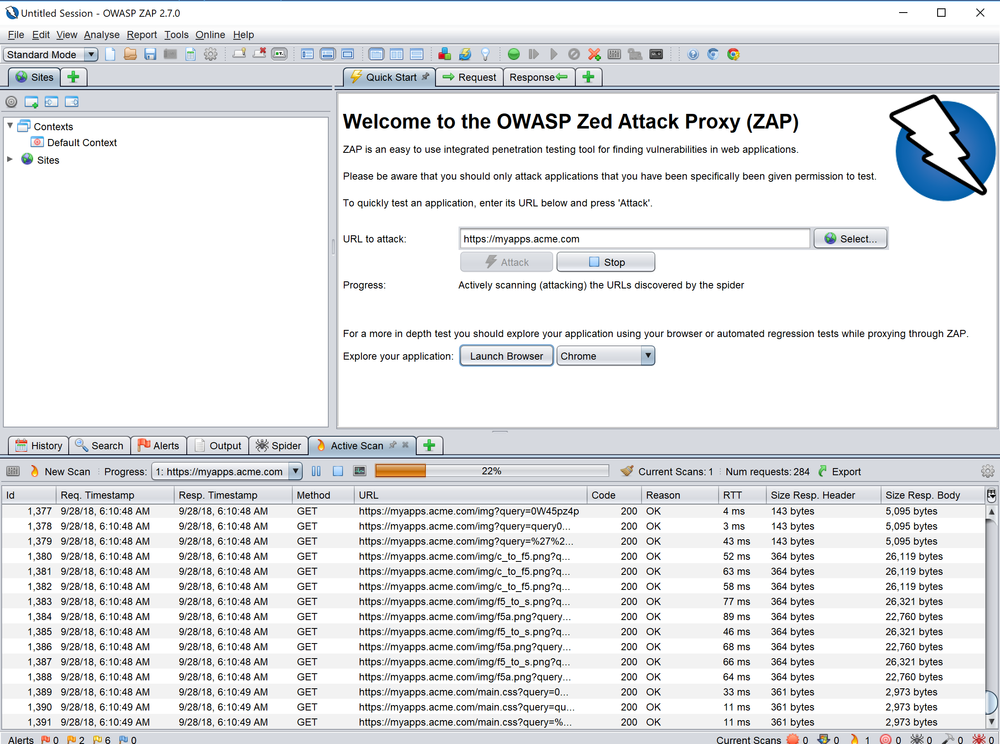 Untitled Session - OWASP ZAP 2.7.0
File Edit View Analyse Report Tools Online Help
Standard Mode
Sites
Quick Start Request Response
Contexts
Default Context
Sites
Welcome to the OWASP Zed Attack Proxy (ZAP)
ZAP is an easy to use integrated penetration testing tool for finding vulnerabilities in web applications.
Please be aware that you should only attack applications that you have been specifically been given permission to test.
To quickly test an application, enter its URL below and press 'Attack'.
URL to attack: https://myapps.acme.com Select...
Attack Stop
Progress: Actively scanning (attacking) the URLs discovered by the spider
For a more in depth test you should explore your application using your browser or automated regression tests while proxying through ZAP.
Explore your application: Launch Browser Chrome
History Search Alerts Output Spider Active Scan
New Scan Progress: 1: https://myapps.acme.com 22% Current Scans: 1 Num requests: 284 Export
Id Req. Timestamp Resp. Timestamp Method URL Code Reason RTT Size Resp. Header Size Resp. Body
1,377 9/28/18, 6:10:48 AM 9/28/18, 6:10:48 AM GET https://myapps.acme.com/img?query=0W45pz4p 200 OK 4 ms 143 bytes 5,095 bytes
1,378 9/28/18, 6:10:48 AM 9/28/18, 6:10:48 AM GET https://myapps.acme.com/img?query=query0... 200 OK 3 ms 143 bytes 5,095 bytes
1,379 9/28/18, 6:10:48 AM 9/28/18, 6:10:48 AM GET https://myapps.acme.com/img?query=%27%2... 200 OK 43 ms 143 bytes 5,095 bytes
1,380 9/28/18, 6:10:48 AM 9/28/18, 6:10:48 AM GET https://myapps.acme.com/img/c_to_f5.png?q... 200 OK 52 ms 364 bytes 26,119 bytes
1,381 9/28/18, 6:10:48 AM 9/28/18, 6:10:48 AM GET https://myapps.acme.com/img/c_to_f5.png?q... 200 OK 63 ms 364 bytes 26,119 bytes
1,382 9/28/18, 6:10:48 AM 9/28/18, 6:10:48 AM GET https://myapps.acme.com/img/c_to_f5.png?q... 200 OK 58 ms 364 bytes 26,119 bytes
1,383 9/28/18, 6:10:48 AM 9/28/18, 6:10:48 AM GET https://myapps.acme.com/img/f5_to_s.png?q... 200 OK 77 ms 364 bytes 26,321 bytes
1,384 9/28/18, 6:10:48 AM 9/28/18, 6:10:48 AM GET https://myapps.acme.com/img/f5a.png?query... 200 OK 89 ms 364 bytes 22,760 bytes
1,385 9/28/18, 6:10:48 AM 9/28/18, 6:10:48 AM GET https://myapps.acme.com/img/f5_to_s.png?q... 200 OK 46 ms 364 bytes 26,321 bytes
1,386 9/28/18, 6:10:48 AM 9/28/18, 6:10:48 AM GET https://myapps.acme.com/img/f5a.png?query... 200 OK 68 ms 364 bytes 22,760 bytes
1,387 9/28/18, 6:10:48 AM 9/28/18, 6:10:48 AM GET https://myapps.acme.com/img/f5_to_s.png?q... 200 OK 66 ms 364 bytes 26,321 bytes
1,388 9/28/18, 6:10:48 AM 9/28/18, 6:10:48 AM GET https://myapps.acme.com/img/f5a.png?query... 200 OK 64 ms 364 bytes 22,760 bytes
1,389 9/28/18, 6:10:48 AM 9/28/18, 6:10:49 AM GET https://myapps.acme.com/main.css?query=0... 200 OK 33 ms 361 bytes 2,973 bytes
1,390 9/28/18, 6:10:49 AM 9/28/18, 6:10:49 AM GET https://myapps.acme.com/main.css?query=qu... 200 OK 11 ms 361 bytes 2,973 bytes
1,391 9/28/18, 6:10:49 AM 9/28/18, 6:10:49 AM GET https://myapps.acme.com/main.css?query=%... 200 OK 11 ms 361 bytes 2,973 bytes
Alerts 0 2 6 0 Current Scans 0 0 1 0 0 0 0